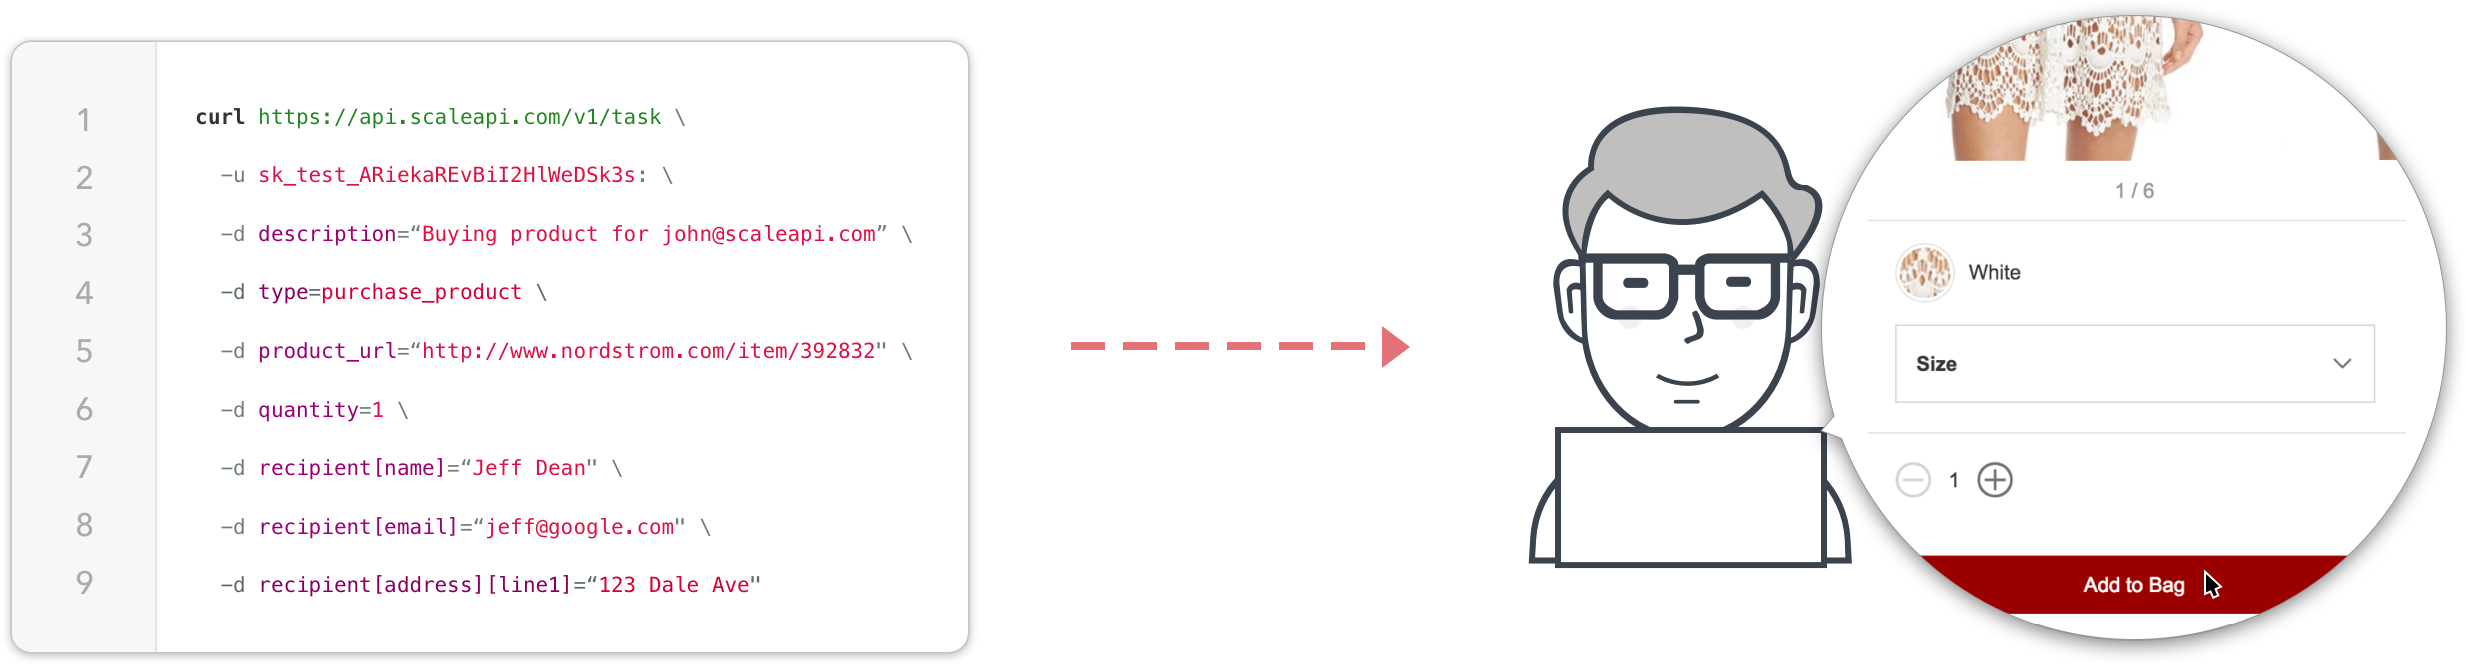 1 curl https://api.scaleapi.com/v1/task \
2 -u sk_test_ARiekaREvBiI2HlWeDSk3s: \
3 -d description=“Buying product for john@scaleapi.com” \
4 -d type=purchase_product \
5 -d product_url=“http://www.nordstrom.com/item/392832" \
6 -d quantity=1 \
7 -d recipient[name]=“Jeff Dean" \
8 -d recipient[email]=“jeff@google.com" \
9 -d recipient[address][line1]=“123 Dale Ave"
1 / 6
White
Size
1
Add to Bag